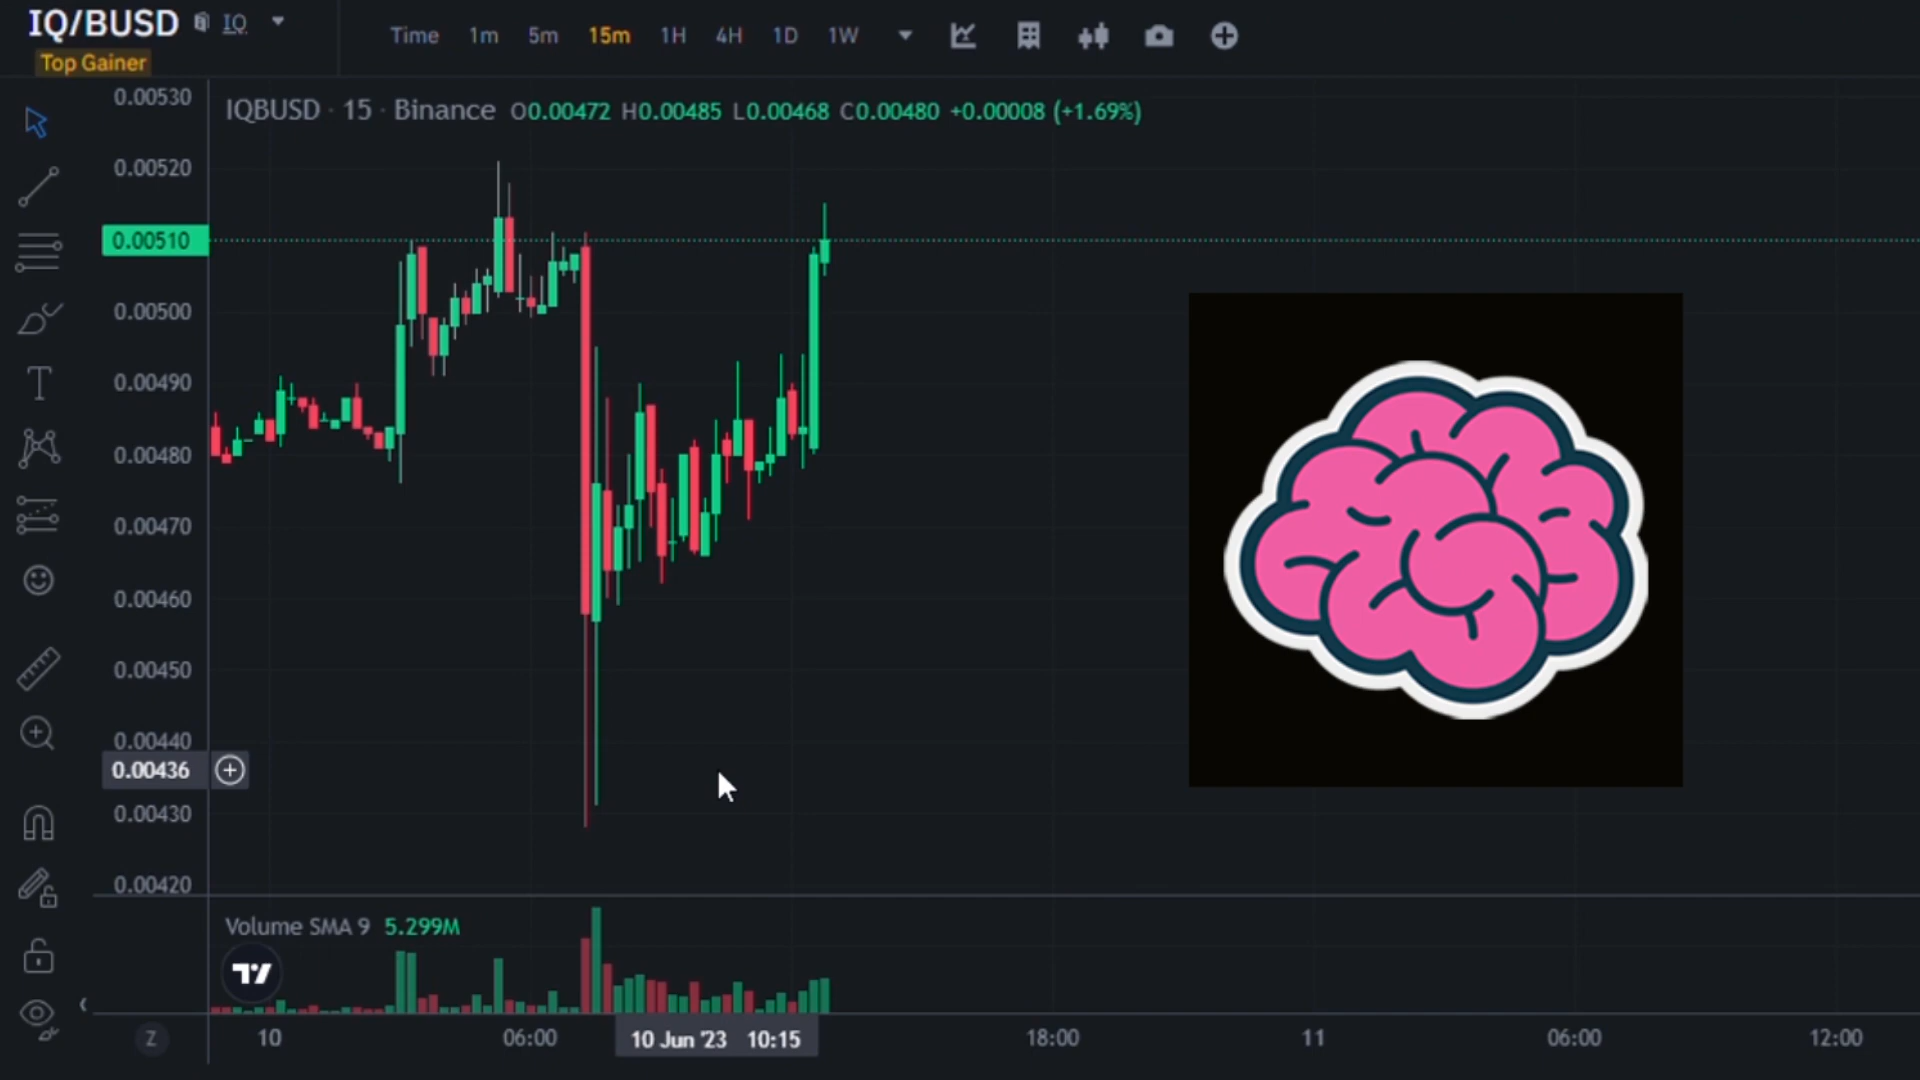 IQ/BUSD IQ
Top Gainer
Time 1m 5m 15m 1H 4H 1D 1W
IQBUSD · 15 · Binance O0.00472 H0.00485 L0.00468 C0.00480 +0.00008 (+1.69%)
0.00530
0.00520
0.00510
0.00500
0.00490
0.00480
0.00470
0.00460
0.00450
0.00440
0.00436
0.00430
0.00420
Volume SMA 9 5.299M
Z 10 06:00 10 Jun '23 10:15 18:00 11 06:00 12:00